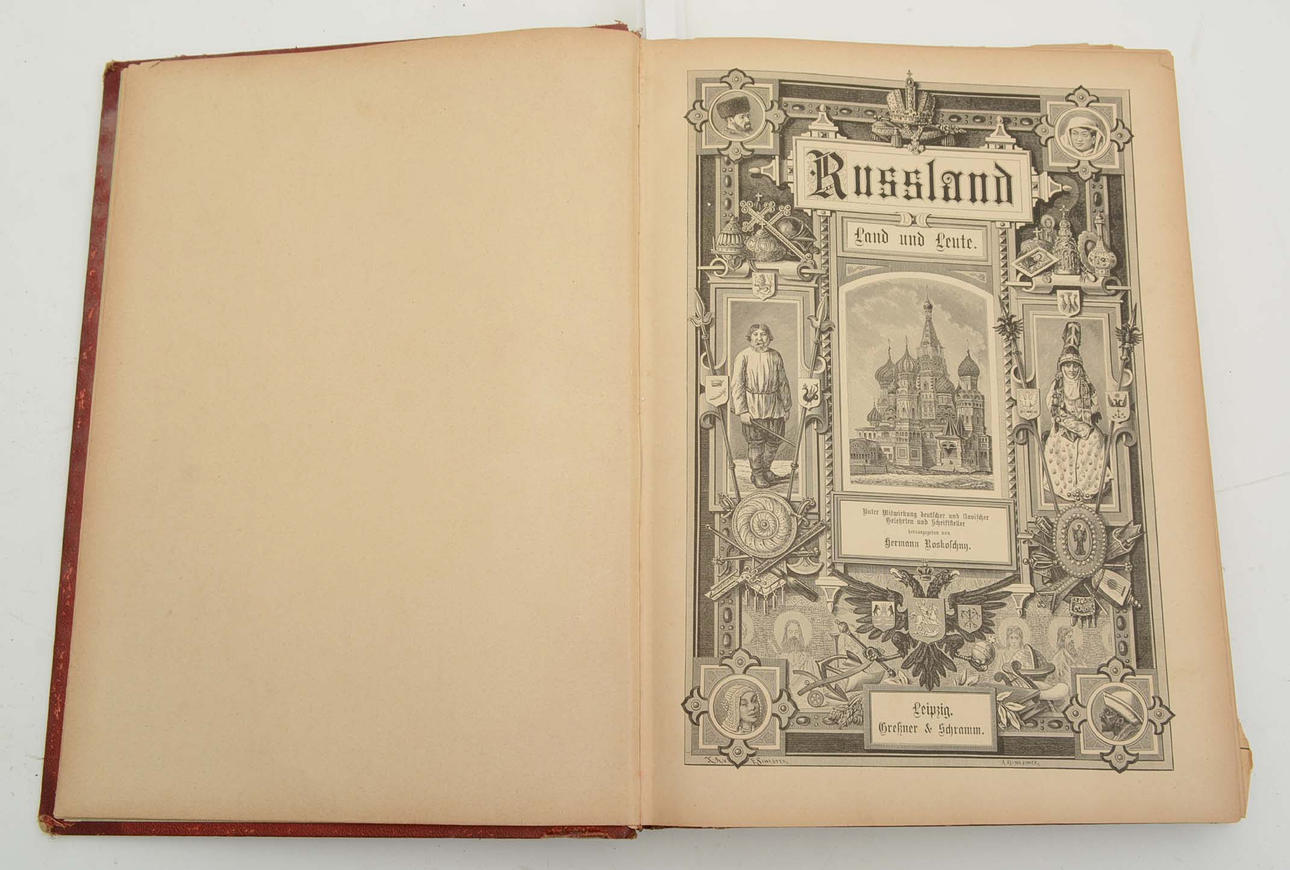 Russland
Land und Leute.
Unter Mitwirkung deutscher und slavischer
Gelehrten und Schriftsteller
herausgegeben von
Hermann Roskoschny.
Leipzig.
Greßner & Schramm.